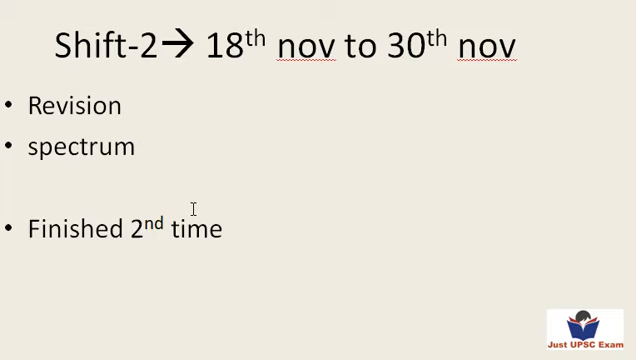 Shift-2→ 18th nov to 30th nov
• Revision
• spectrum
• Finished 2nd time
Just UPSC Exam